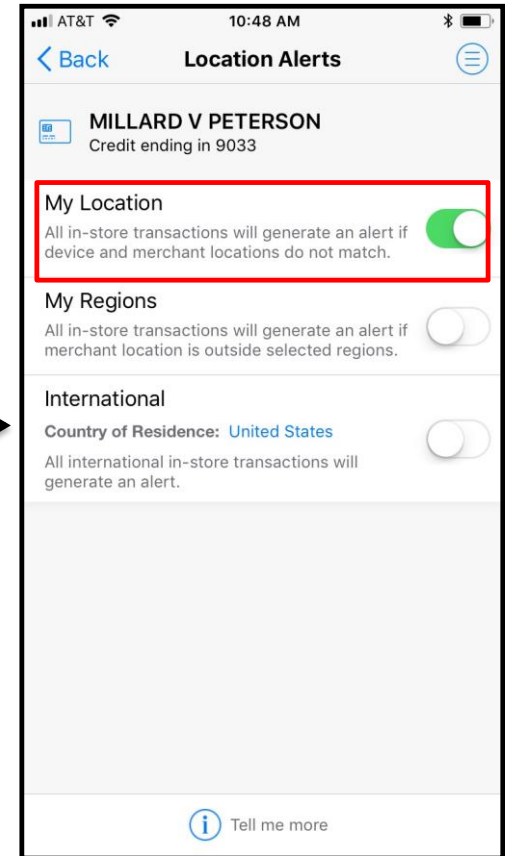 AT&T 10:48 AM
Back Location Alerts
MILLARD V PETERSON
Credit ending in 9033
My Location
All in-store transactions will generate an alert if
device and merchant locations do not match.
My Regions
All in-store transactions will generate an alert if
merchant location is outside selected regions.
International
Country of Residence: United States
All international in-store transactions will
generate an alert.
Tell me more